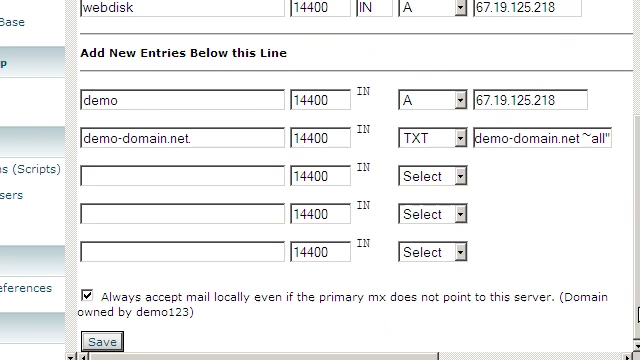 webdisk 14400 IN A 67.19.125.218
Base
Add New Entries Below this Line
p
demo 14400 IN A 67.19.125.218
demo-domain.net. 14400 IN TXT demo-domain.net ~all"
14400 IN Select
ns (Scripts)
sers
14400 IN Select
14400 IN Select
eferences
Always accept mail locally even if the primary mx does not point to this server. (Domain
owned by demo123)
Save